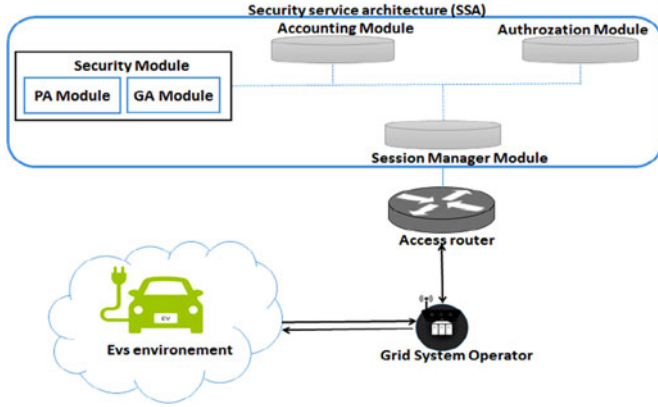 Security service architecture (SSA)
Accounting Module
Authrozation Module
Security Module
PA Module
GA Module
Session Manager Module
Access router
EV
Evs environement
Grid System Operator